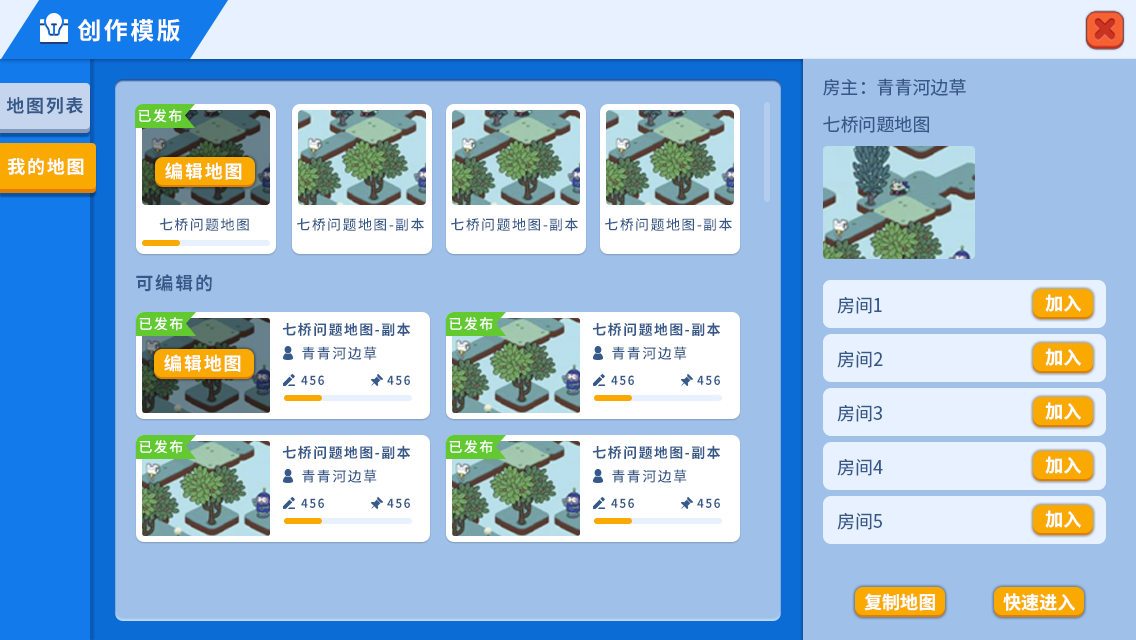 创作模版
地图列表
我的地图
已发布
编辑地图
七桥问题地图
七桥问题地图-副本
七桥问题地图-副本
七桥问题地图-副本
可编辑的
已发布
编辑地图
七桥问题地图-副本
青青河边草
456
456
已发布
七桥问题地图-副本
青青河边草
456
456
已发布
七桥问题地图-副本
青青河边草
456
456
已发布
七桥问题地图-副本
青青河边草
456
456
房主：青青河边草
七桥问题地图
房间1
加入
房间2
加入
房间3
加入
房间4
加入
房间5
加入
复制地图
快速进入